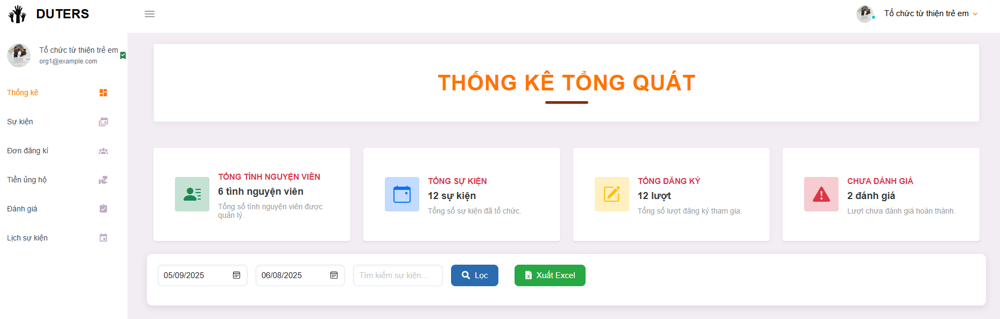 DUTERS
Tổ chức từ thiện trẻ em
Tổ chức từ thiện trẻ em
org1@example.com
Thống kê
Sự kiện
Đơn đăng kí
Tiền ủng hộ
Đánh giá
Lịch sự kiện
THỐNG KÊ TỔNG QUÁT
TỔNG TÌNH NGUYỆN VIÊN
6 tình nguyện viên
Tổng số tình nguyện viên được
quản lý.
TỔNG SỰ KIỆN
12 sự kiện
Tổng số sự kiện đã tổ chức.
TỔNG ĐĂNG KÝ
12 lượt
Tổng số lượt đăng ký tham gia.
CHƯA ĐÁNH GIÁ
2 đánh giá
Lượt chưa đánh giá hoàn thành.
05/09/2025
06/08/2025
Tìm kiếm sự kiện...
Lọc
Xuất Excel